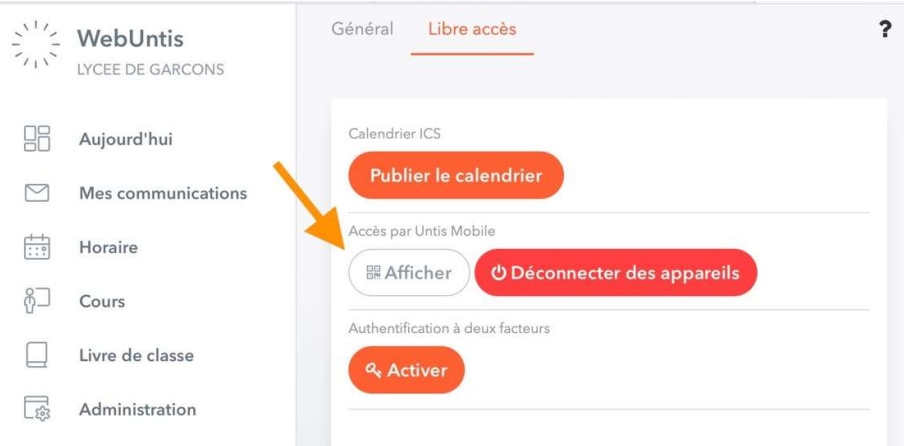 WebUntis
LYCEE DE GARCONS
Aujourd'hui
Mes communications
Horaire
Cours
Livre de classe
Administration
Général Libre accès ?
Calendrier ICS
Publier le calendrier
Accès par Untis Mobile
Afficher Déconnecter des appareils
Authentification à deux facteurs
Activer